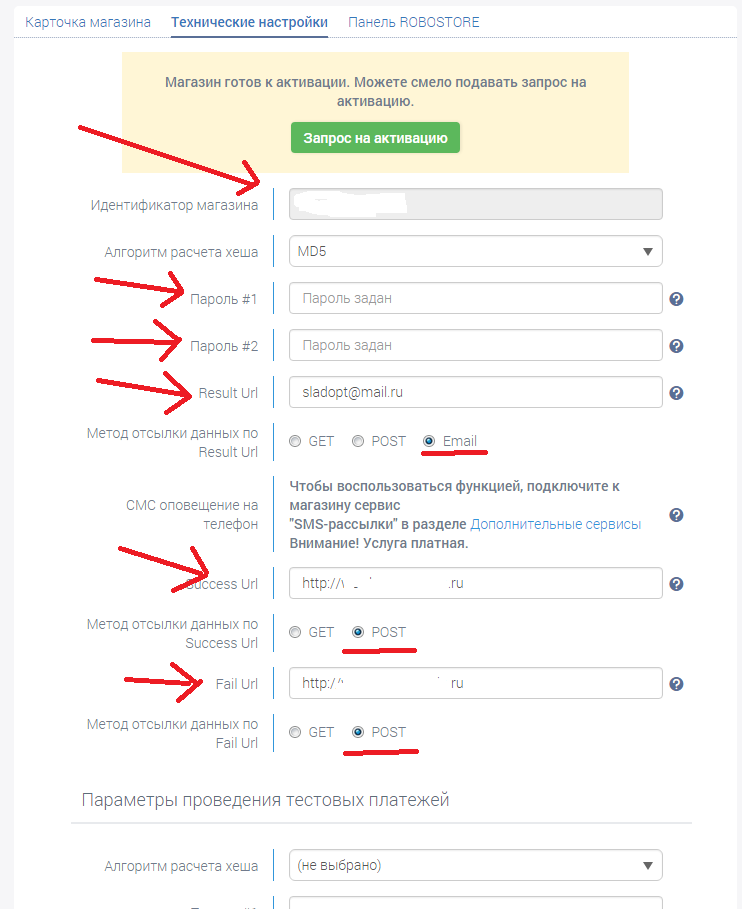 Карточка магазина Технические настройки Панель ROBOSTORE
Магазин готов к активации. Можете смело подавать запрос на
активацию.
Запрос на активацию
Идентификатор магазина
Алгоритм расчета хеша MD5
Пароль #1 Пароль задан
Пароль #2 Пароль задан
Result Url sladopt@mail.ru
Метод отсылки данных по
Result Url
GET POST Email
СМС оповещение на
телефон
Чтобы воспользоваться функцией, подключите к
магазину сервис
"SMS-рассылки" в разделе Дополнительные сервисы
Внимание! Услуга платная.
Success Url http:// .ru
Метод отсылки данных по
Success Url
GET POST
Fail Url http:// ru
Метод отсылки данных по
Fail Url
GET POST
Параметры проведения тестовых платежей
Алгоритм расчета хеша (не выбрано)